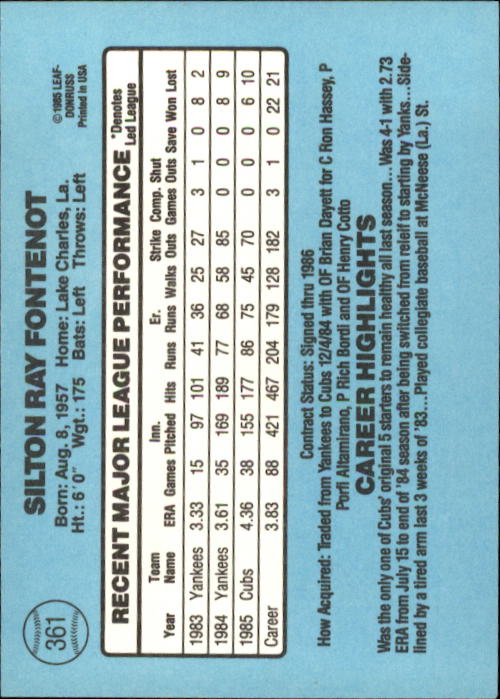 361
SILTON RAY FONTENOT
©1985 LEAF-
DONRUSS
Printed in USA
Born: Aug. 8, 1957 Home: Lake Charles, La.
Ht.: 6' 0" Wgt.: 175 Bats: Left Throws: Left
RECENT MAJOR LEAGUE PERFORMANCE *Denotes Led League
Team Inn. Er. Strike Comp. Shut
Year Name ERA Games Pitched Hits Runs Runs Walks Outs Games Outs Save Won Lost
1983 Yankees 3.33 15 97 101 41 36 25 27 3 1 0 8 2
1984 Yankees 3.61 35 169 189 77 68 58 85 0 0 0 8 9
1985 Cubs 4.36 38 155 177 86 75 45 70 0 0 0 6 10
Career 3.83 88 421 467 204 179 128 182 3 1 0 22 21
Contract Status: Signed thru 1986
How Acquired: Traded from Yankees to Cubs 12/4/84 with OF Brian Dayett for C Ron Hassey, P
Porfi Altamirano, P Rich Bordi and OF Henry Cotto
CAREER HIGHLIGHTS
Was the only one of Cubs' original 5 starters to remain healthy all last season...Was 4-1 with 2.73
ERA from July 15 to end of '84 season after being switched from releif to starting by Yanks...Side-
lined by a tired arm last 3 weeks of '83...Played collegiate baseball at McNeese (La.) St.